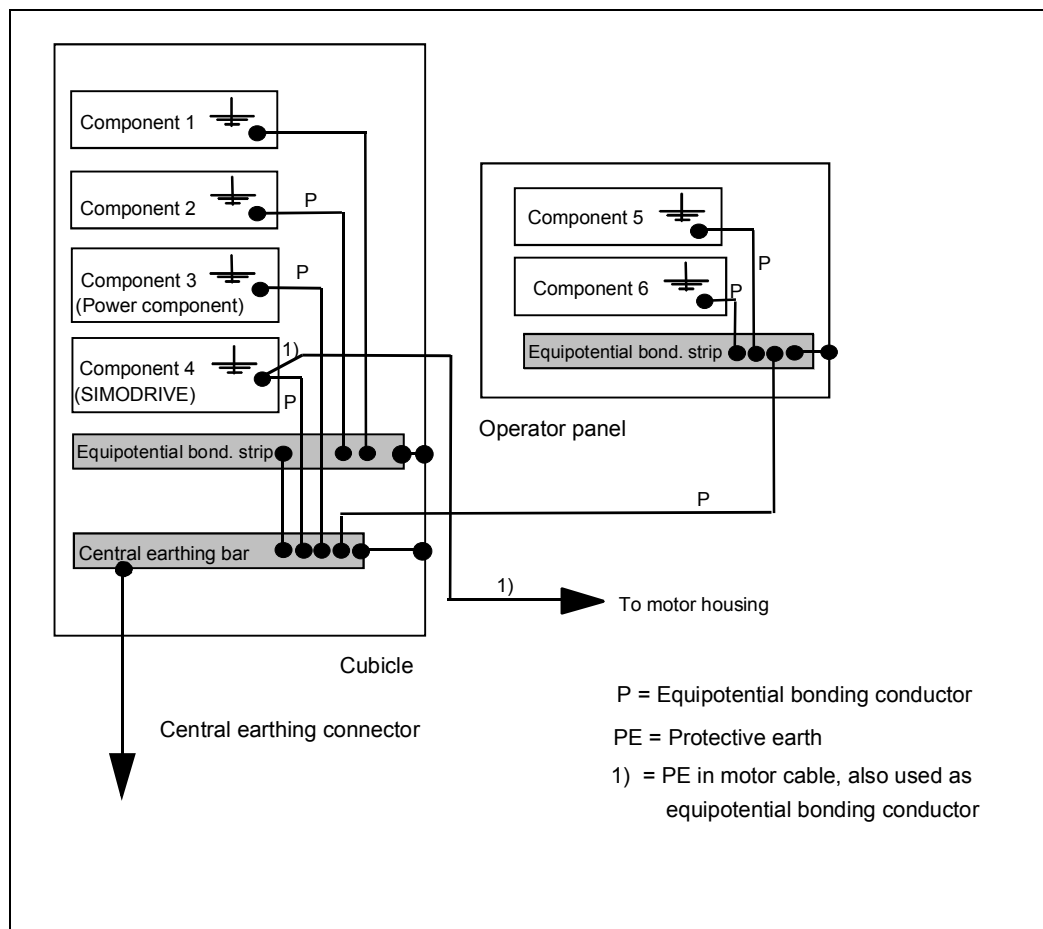 Component 1
Component 2
P
Component 3
(Power component)
P
Component 4
(SIMODRIVE)
1)
P
Equipotential bond. strip
Central earthing bar
Component 5
P
Component 6
P
Equipotential bond. strip
Operator panel
P
1)
To motor housing
Cubicle
Central earthing connector
P = Equipotential bonding conductor
PE = Protective earth
1) = PE in motor cable, also used as
equipotential bonding conductor